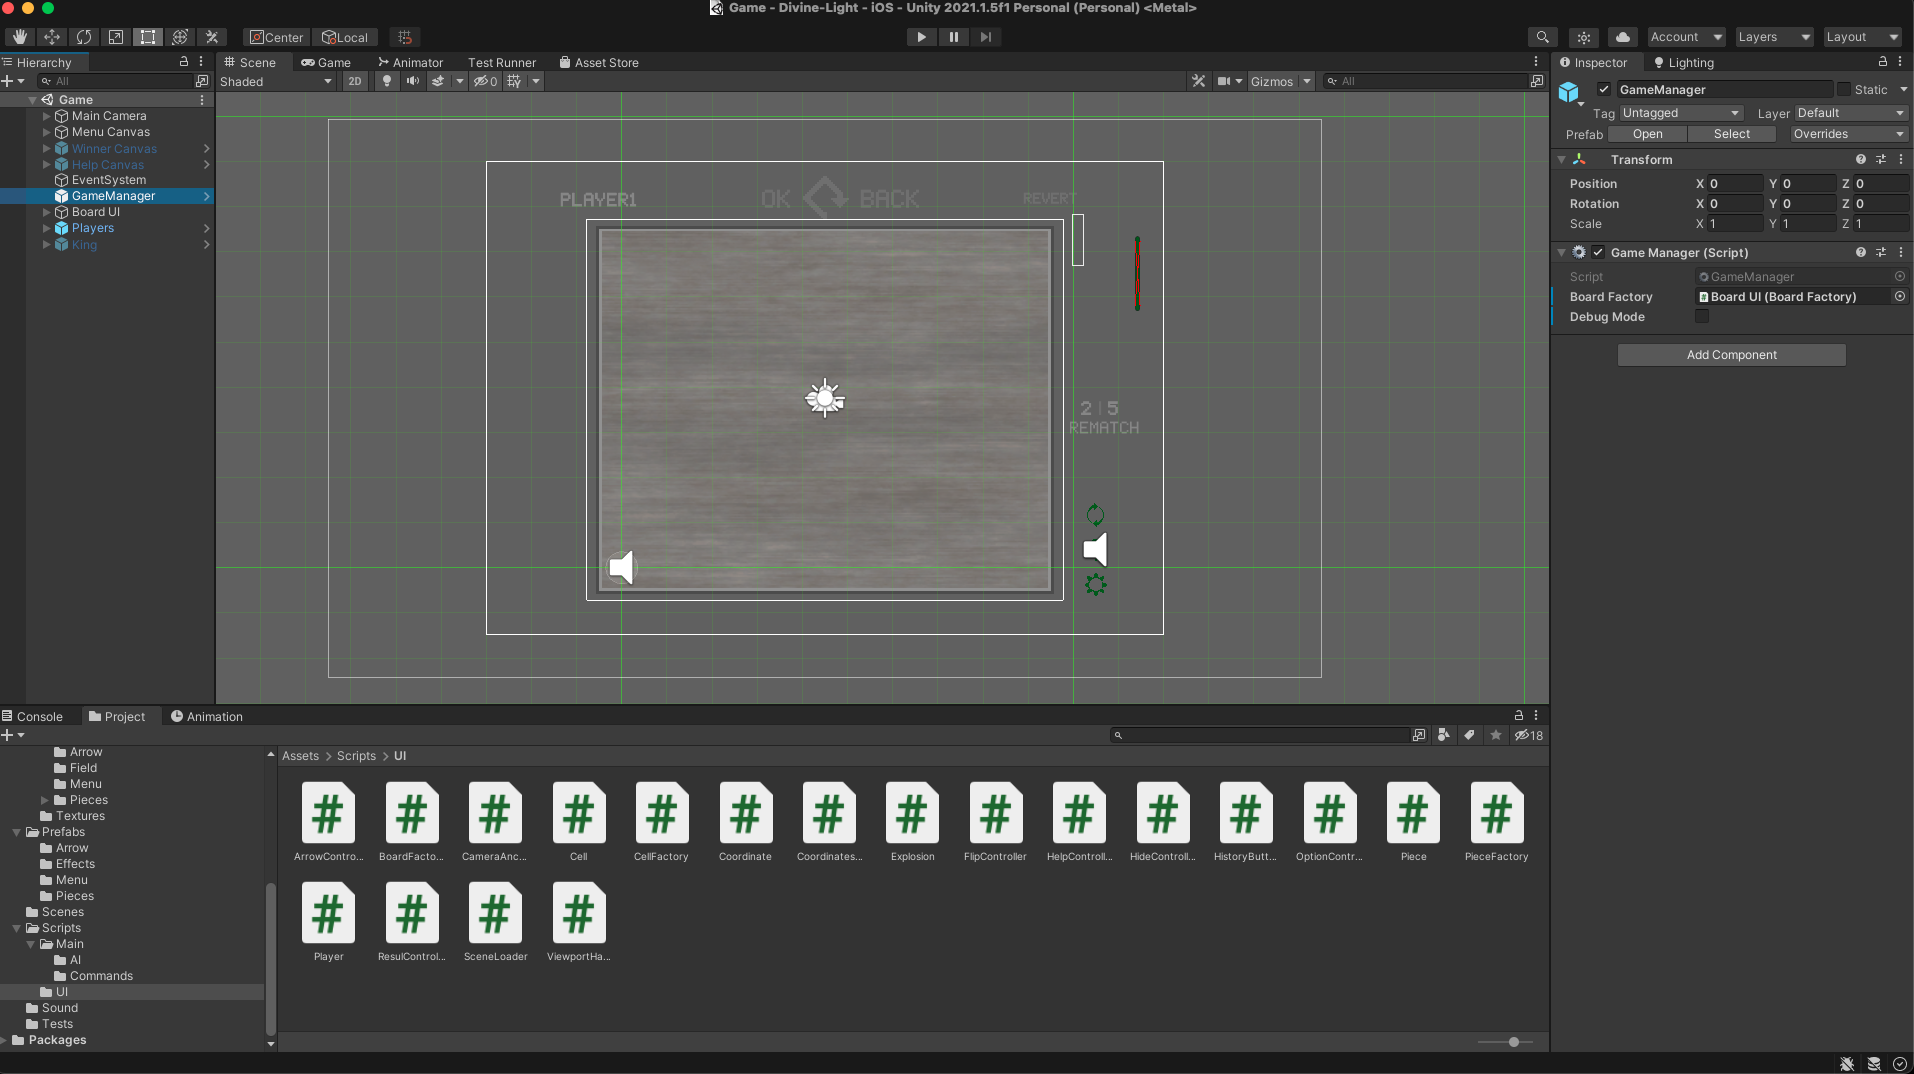 Game - Divine-Light - iOS - Unity 2021.1.5f1 Personal (Personal) <Metal>
Center Local Account Layers Layout
Hierarchy Scene Game Animator Test Runner Asset Store Inspector Lighting
All Shaded 2D 0 Gizmos All
Game
Main Camera
Menu Canvas
Winner Canvas
Help Canvas
EventSystem
GameManager
Board UI
Players
King
PLAYER1 OK BACK REVERT
2|5
REMATCH
GameManager Static
Tag Untagged Layer Default
Prefab Open Select Overrides
Transform
Position X 0 Y 0 Z 0
Rotation X 0 Y 0 Z 0
Scale X 1 Y 1 Z 1
Game Manager (Script)
Script GameManager
Board Factory Board UI (Board Factory)
Debug Mode
Add Component
Console Project Animation
18
Arrow
Field
Menu
Pieces
Textures
Prefabs
Arrow
Effects
Menu
Pieces
Scenes
Scripts
Main
AI
Commands
UI
Sound
Tests
Packages
Assets > Scripts > UI
ArrowContro... BoardFacto... CameraAnc... Cell CellFactory Coordinate Coordinates... Explosion FlipController HelpControll... HideControll... HistoryButt... OptionContr... Piece PieceFactory
Player ResulControl... SceneLoader ViewportHa...